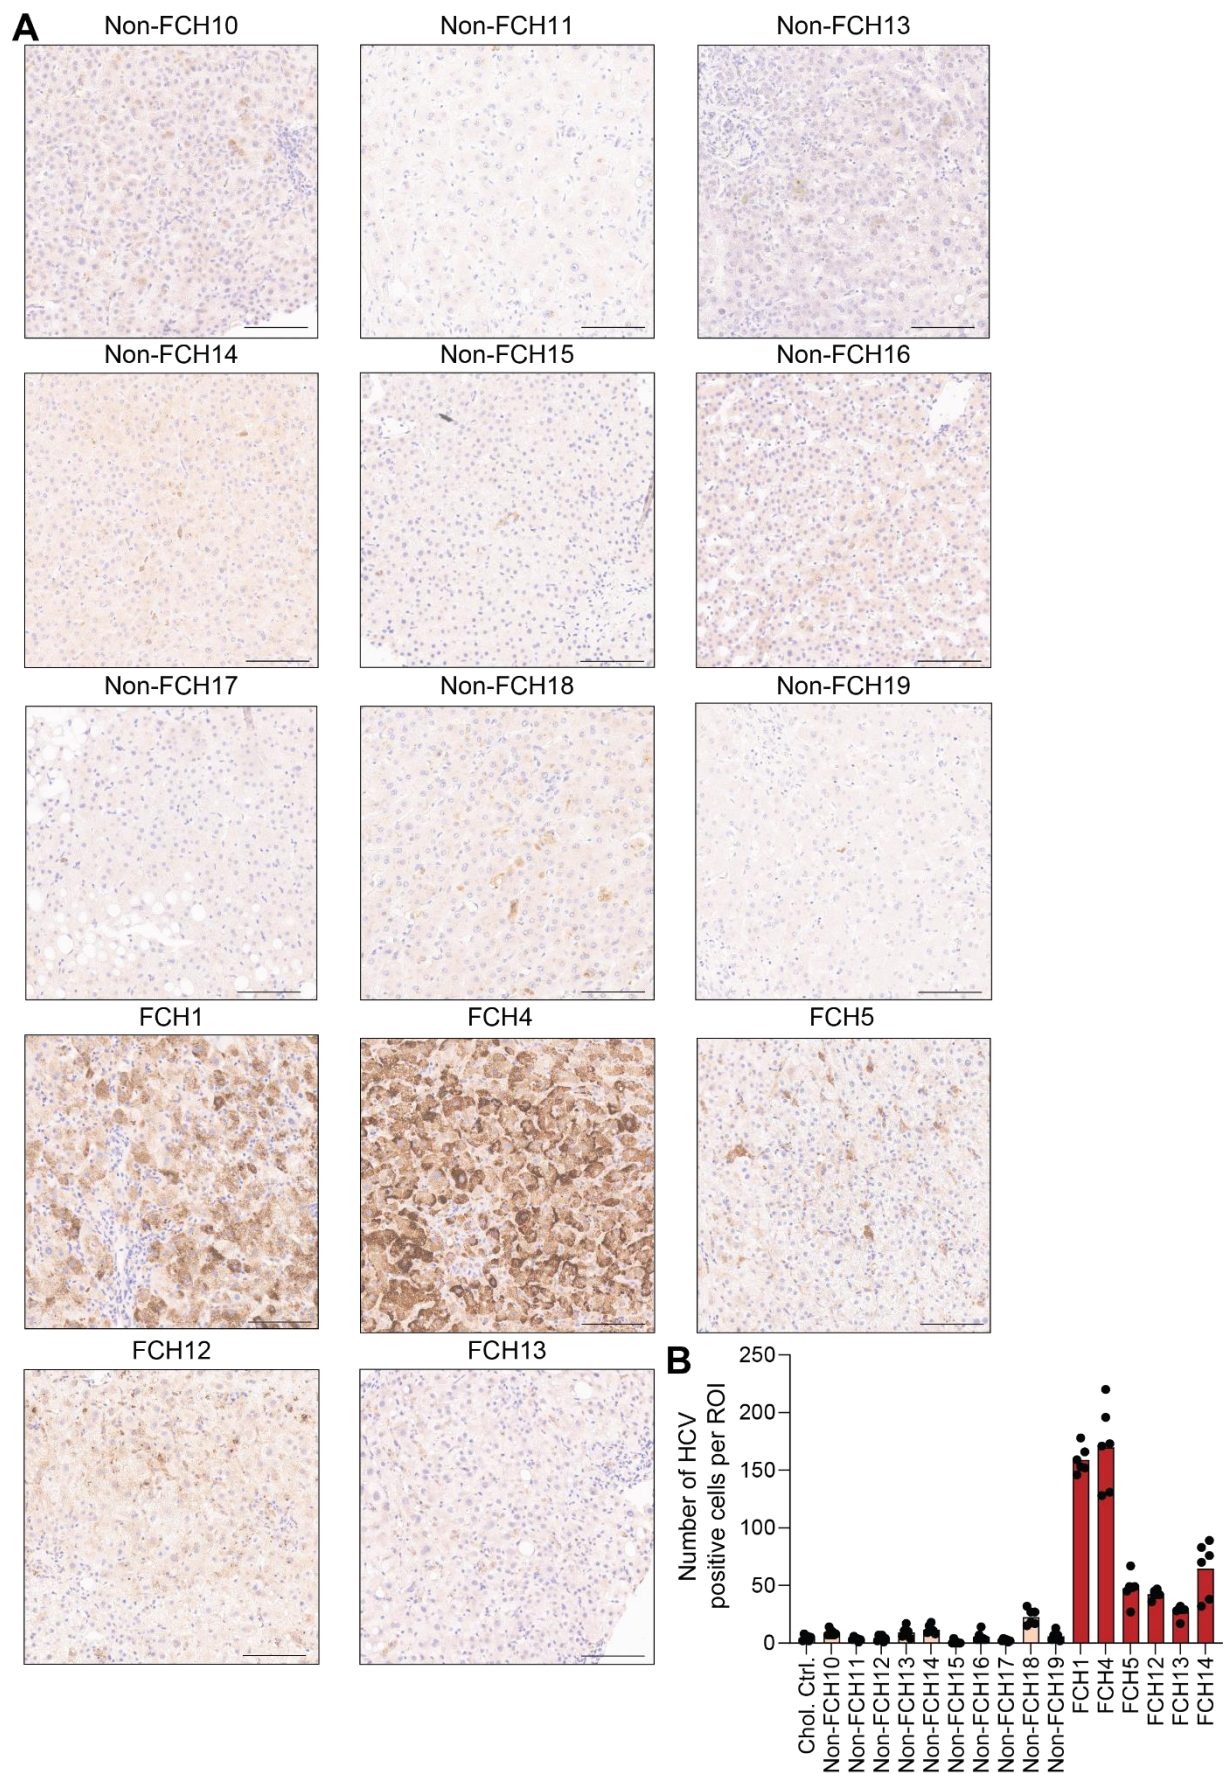 A
Non-FCH10
Non-FCH11
Non-FCH13
Non-FCH14
Non-FCH15
Non-FCH16
Non-FCH17
Non-FCH18
Non-FCH19
FCH1
FCH4
FCH5
FCH12
FCH13
B
Number of HCV
positive cells per ROI
250
200
150
100
50
0
Chol. Ctrl.
Non-FCH10
Non-FCH11
Non-FCH12
Non-FCH13
Non-FCH14
Non-FCH15
Non-FCH16
Non-FCH17
Non-FCH18
Non-FCH19
FCH1
FCH4
FCH5
FCH12
FCH13
FCH14